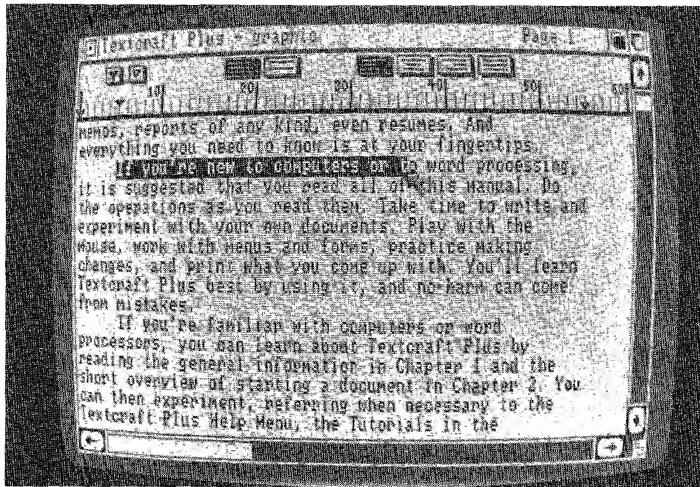 Textcraft Plus - Graphic Page 1
10 20 30 40 50 60
memos, reports of any kind, even resumes. And
everything you need to know is at your fingertips.
If you're new to computers or to word processing,
it is suggested that you read all of this manual. Do
the operations as you read them. Take time to write and
experiment with your own documents. Play with the
mouse, work with menus and forms, practice making
changes, and print what you come up with. You'll learn
Textcraft Plus best by using it, and no harm can come
from mistakes.
If you're familiar with computers or word
processors, you can learn about Textcraft Plus by
reading the general information in Chapter 1 and the
short overview of starting a document in Chapter 2. You
can then experiment, referring when necessary to the
Textcraft Plus Help Menu, the Tutorials in the